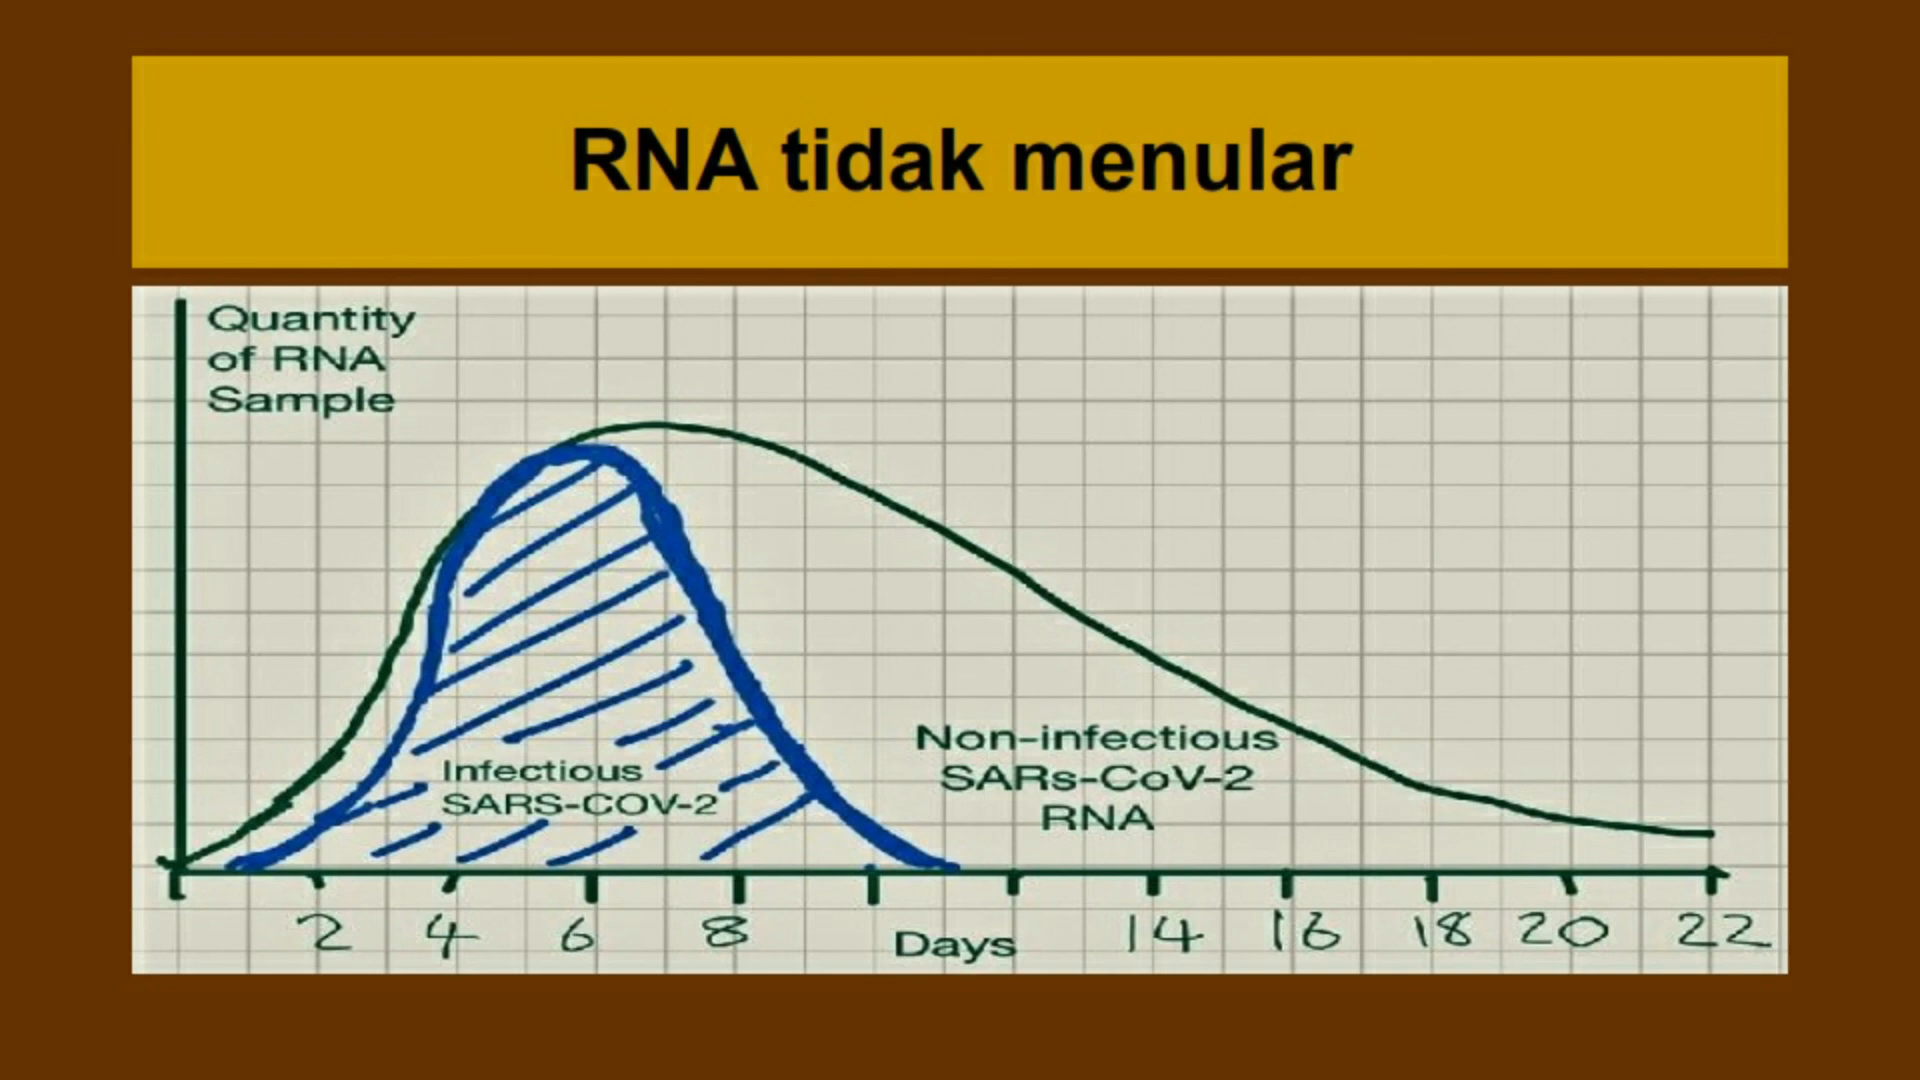 RNA tidak menular
Quantity
of RNA
Sample
Infectious
SARS-COV-2
Non-infectious
SARs-CoV-2
RNA
2 4 6 8 Days 14 16 18 20 22